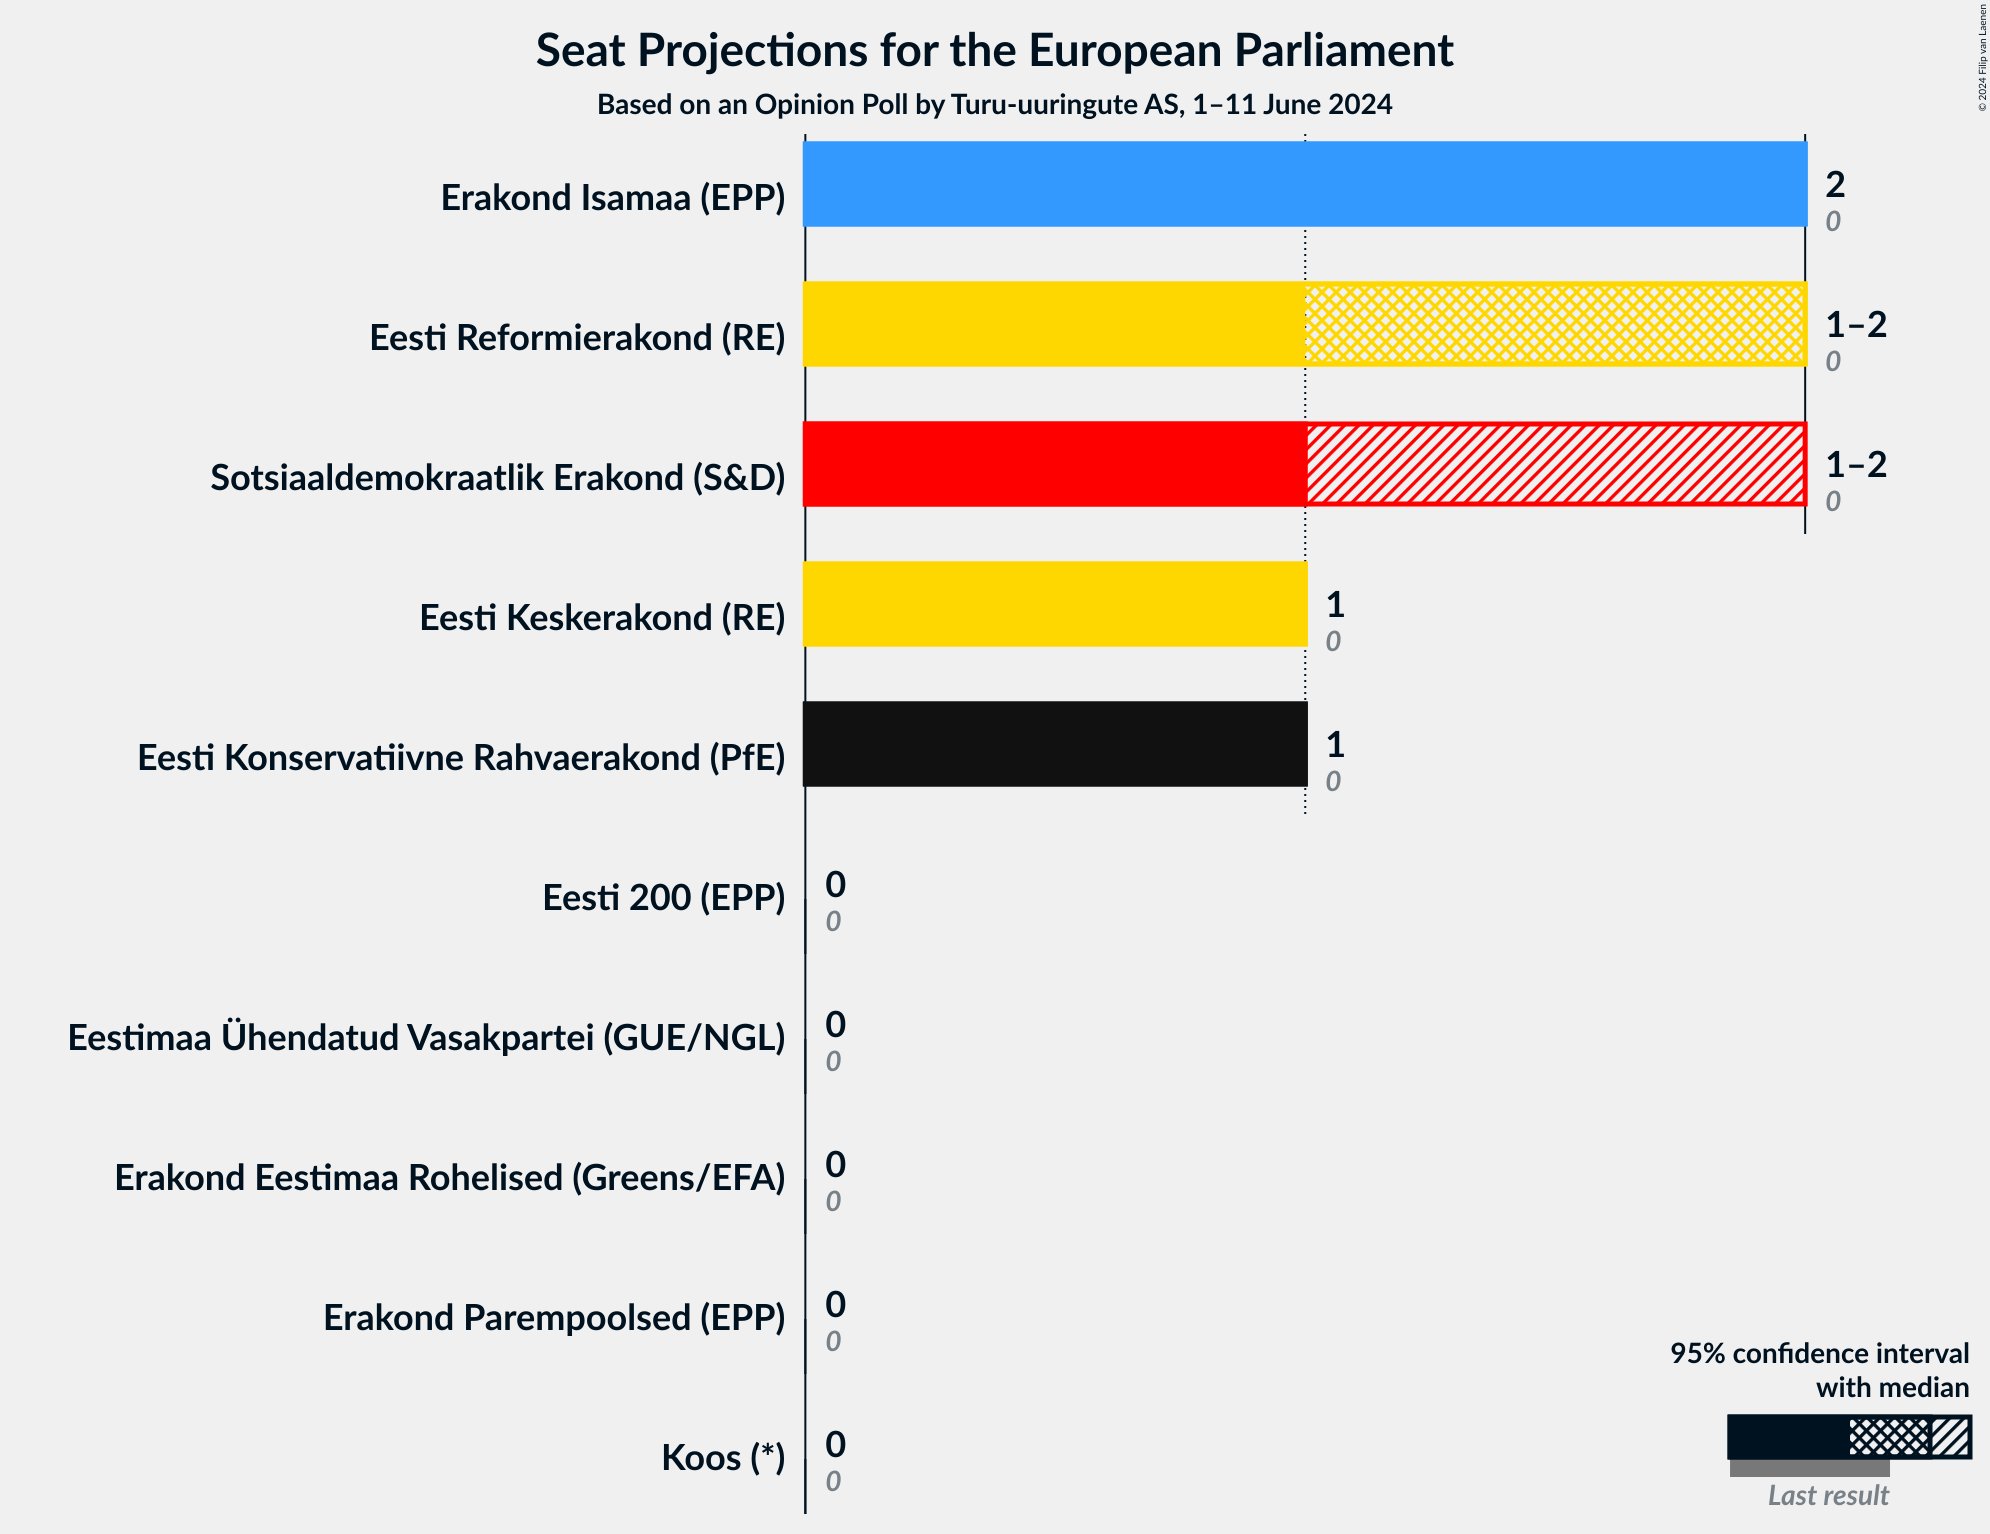 © 2024 Filip van Laenen
Seat Projections for the European Parliament
Based on an Opinion Poll by Turu-uuringute AS, 1–11 June 2024
Erakond Isamaa (EPP)
2
0
Eesti Reformierakond (RE)
1–2
0
Sotsiaaldemokraatlik Erakond (S&D)
1–2
0
Eesti Keskerakond (RE)
1
0
Eesti Konservatiivne Rahvaerakond (PfE)
1
0
Eesti 200 (EPP)
0
0
Eestimaa Ühendatud Vasakpartei (GUE/NGL)
0
0
Erakond Eestimaa Rohelised (Greens/EFA)
0
0
Erakond Parempoolsed (EPP)
0
0
Koos (*)
0
0
95% confidence interval
with median
Last result